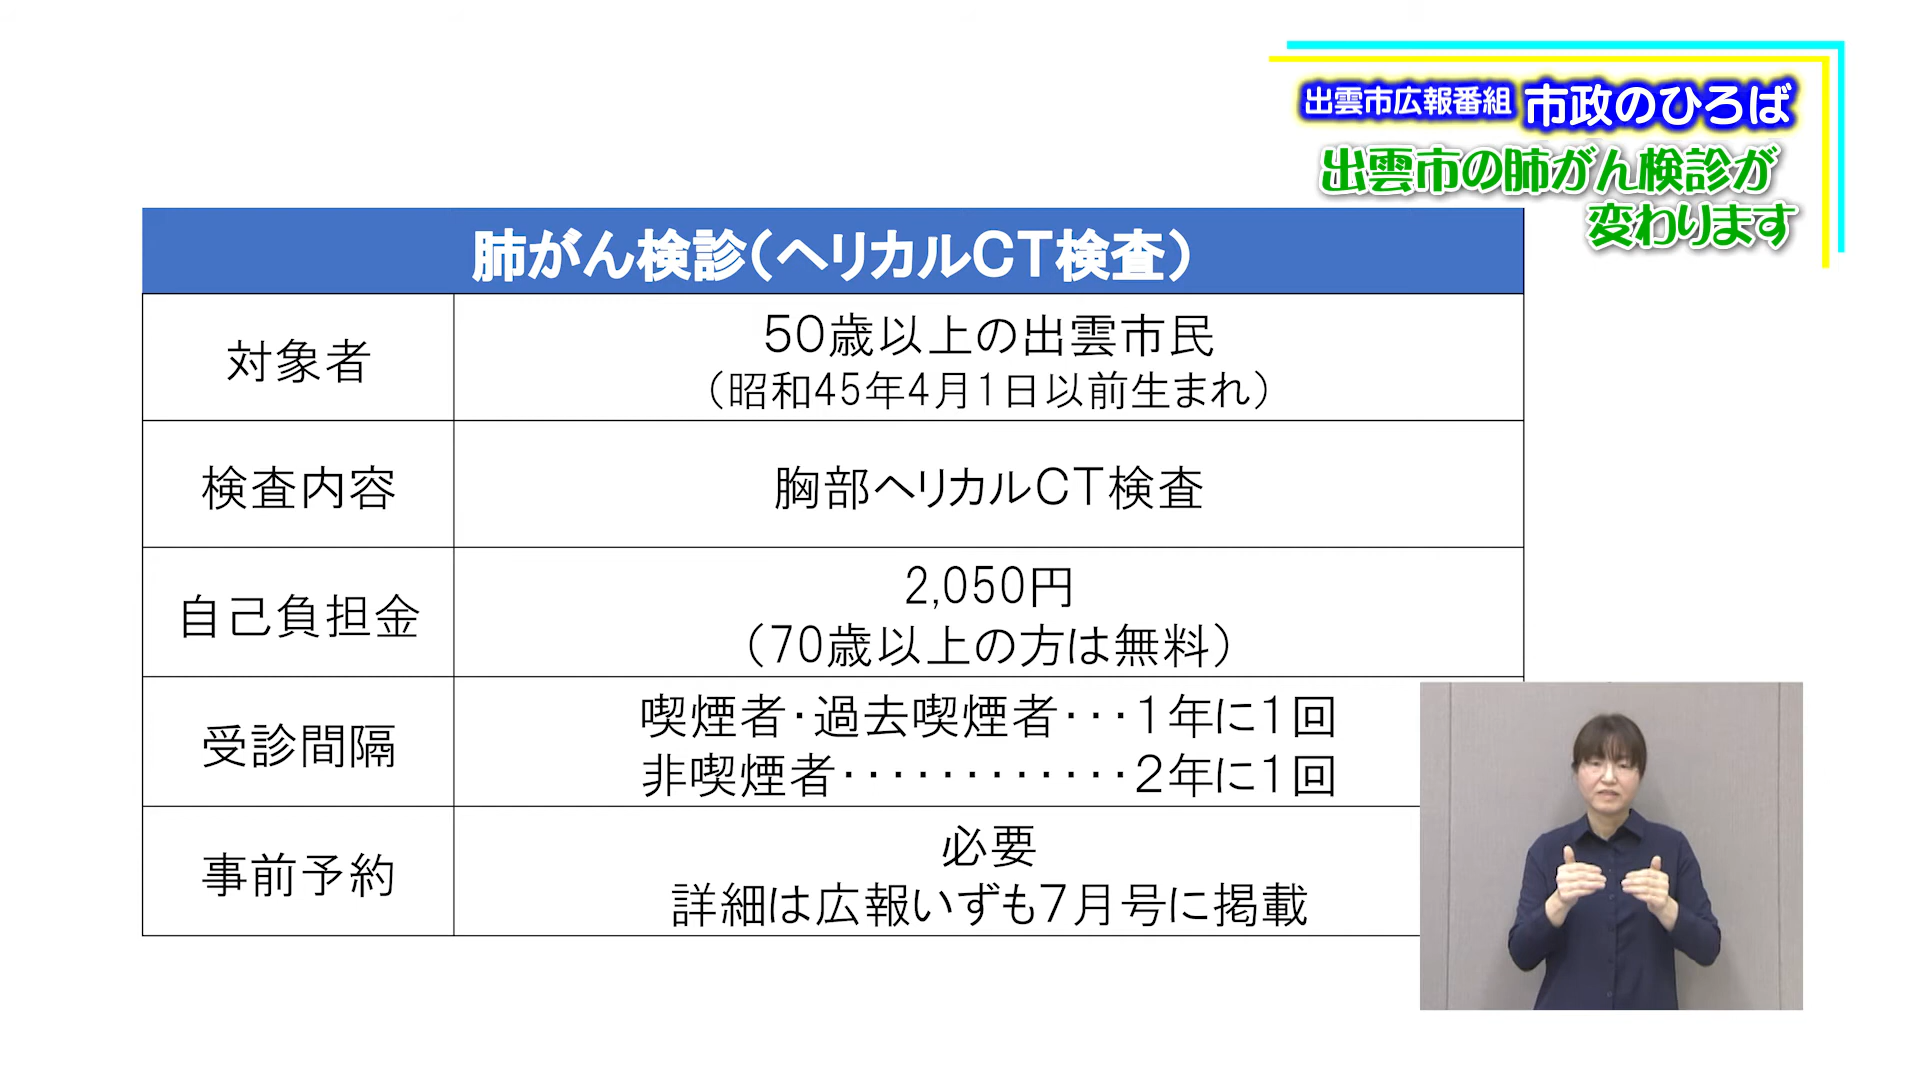 出雲市広報番組 市政のひろば
出雲市の肺がん検診が
変わります
肺がん検診（ヘリカルCT検査）
対象者
50歳以上の出雲市民
（昭和45年4月1日以前生まれ）
検査内容
胸部ヘリカルCT検査
自己負担金
2,050円
（70歳以上の方は無料）
受診間隔
喫煙者・過去喫煙者・・・1年に1回
非喫煙者・・・・・・・・・・・・2年に1回
事前予約
必要
詳細は広報いずも7月号に掲載